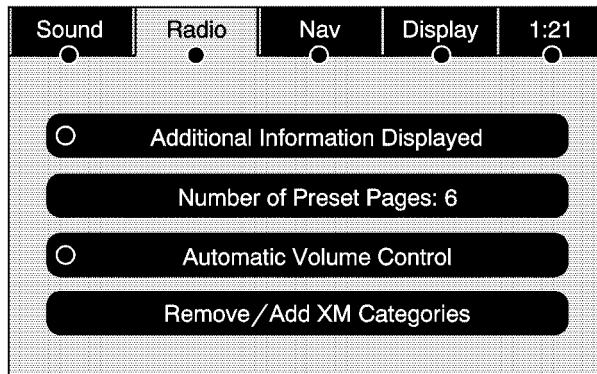 Sound Radio Nav Display 1:21
Additional Information Displayed
Number of Preset Pages: 6
Automatic Volume Control
Remove/Add XM Categories